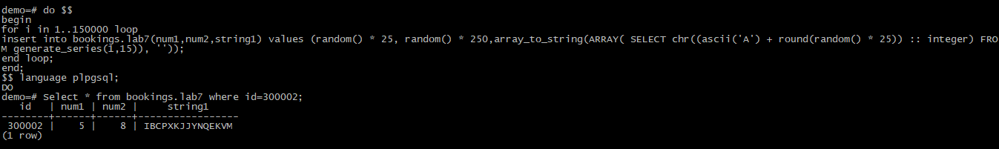 demo=# do $$
begin
for i in 1..150000 loop
insert into bookings.lab7(num1,num2,string1) values (random() * 25, random() * 250,array_to_string(ARRAY( SELECT chr((ascii('A') + round(random() * 25)) :: integer) FRO
M generate_series(1,15)), ''));
end loop;
end;
$$ language plpgsql;
DO
demo=# Select * from bookings.lab7 where id=300002;
   id   | num1 | num2 |     string1
--------+------+------+-----------------
 300002 |    5 |    8 | IBCPXKJJYNQEKVM
(1 row)